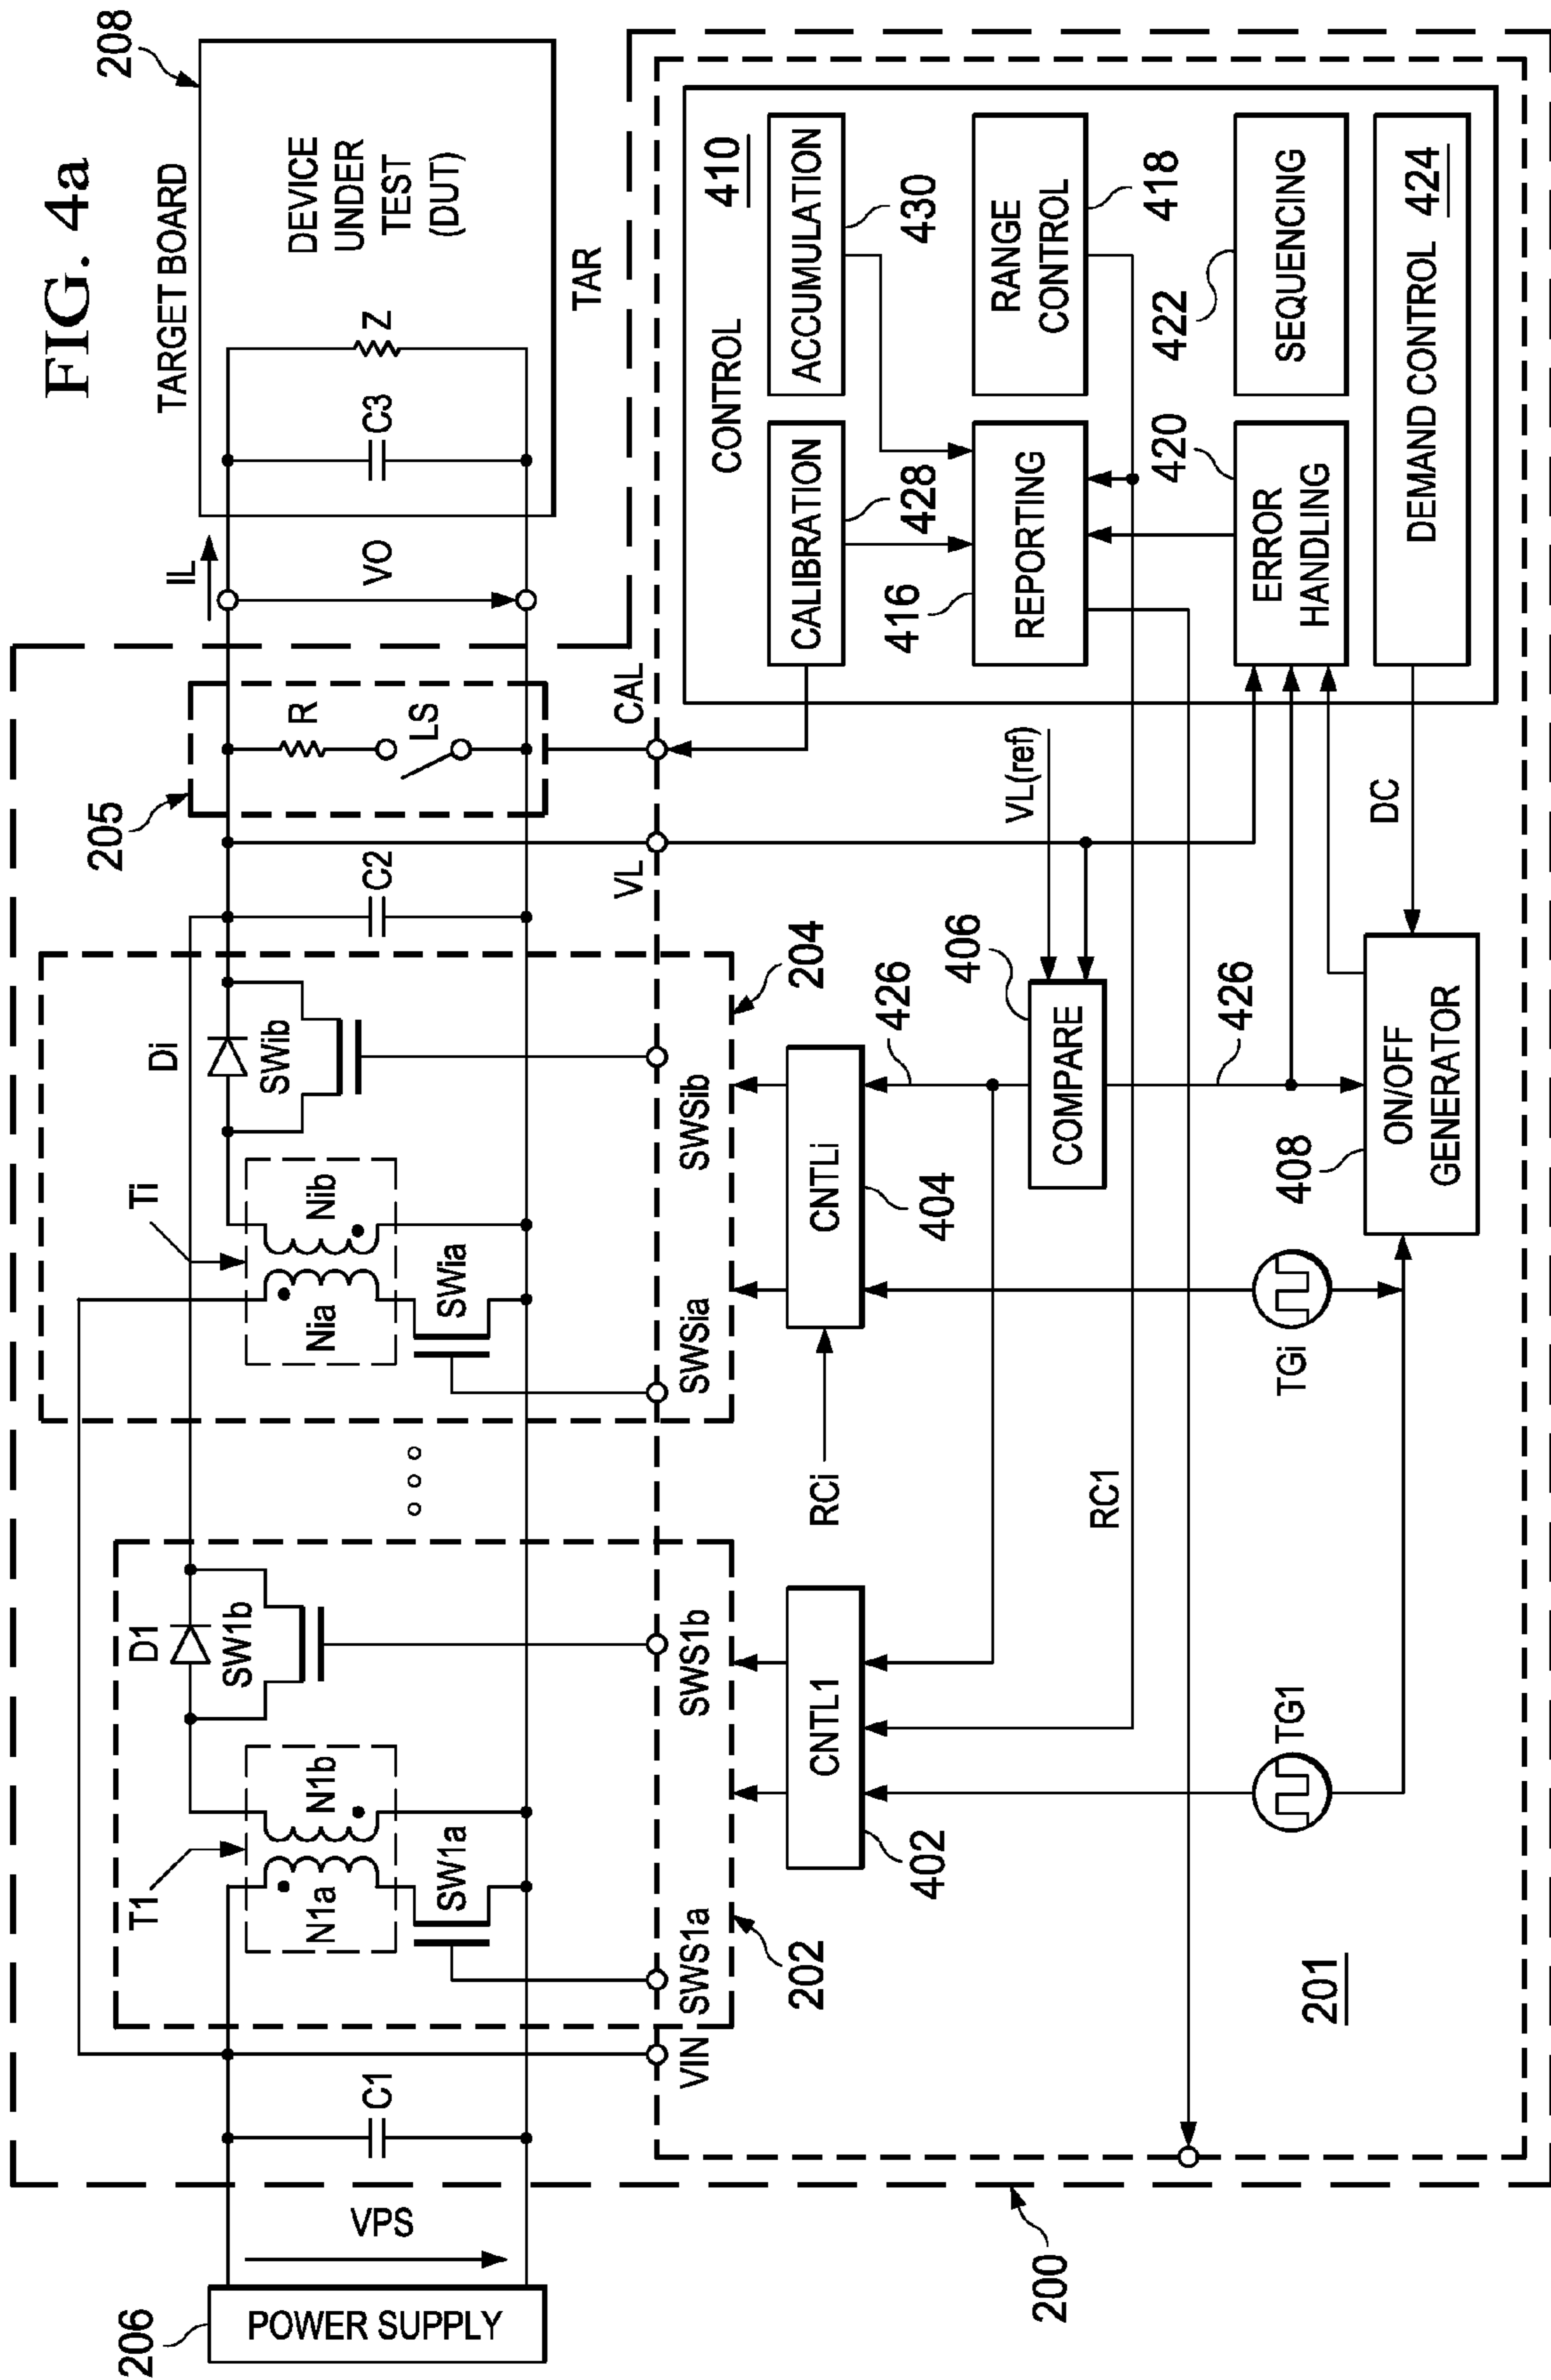 FIG. 4a
206
POWER SUPPLY
VPS
C1
VIN
T1
N1a
N1b
SW1a
SWS1a
D1
SW1b
SWS1b
202
Ti
Nia
Nib
SWia
SWSia
Di
SWib
SWSib
204
C2
VL
205
R
LS
CAL
IL
VO
TARGET BOARD
208
C3
Z
DEVICE
UNDER
TEST
(DUT)
TAR
200
201
CNTL1
402
RC1
TG1
RCi
CNTLi
404
TGi
426
COMPARE
406
VL(ref)
426
ON/OFF
GENERATOR
408
DC
CONTROL
410
CALIBRATION
428
ACCUMULATION
430
REPORTING
416
RANGE
CONTROL
418
ERROR
HANDLING
420
SEQUENCING
422
DEMAND CONTROL
424